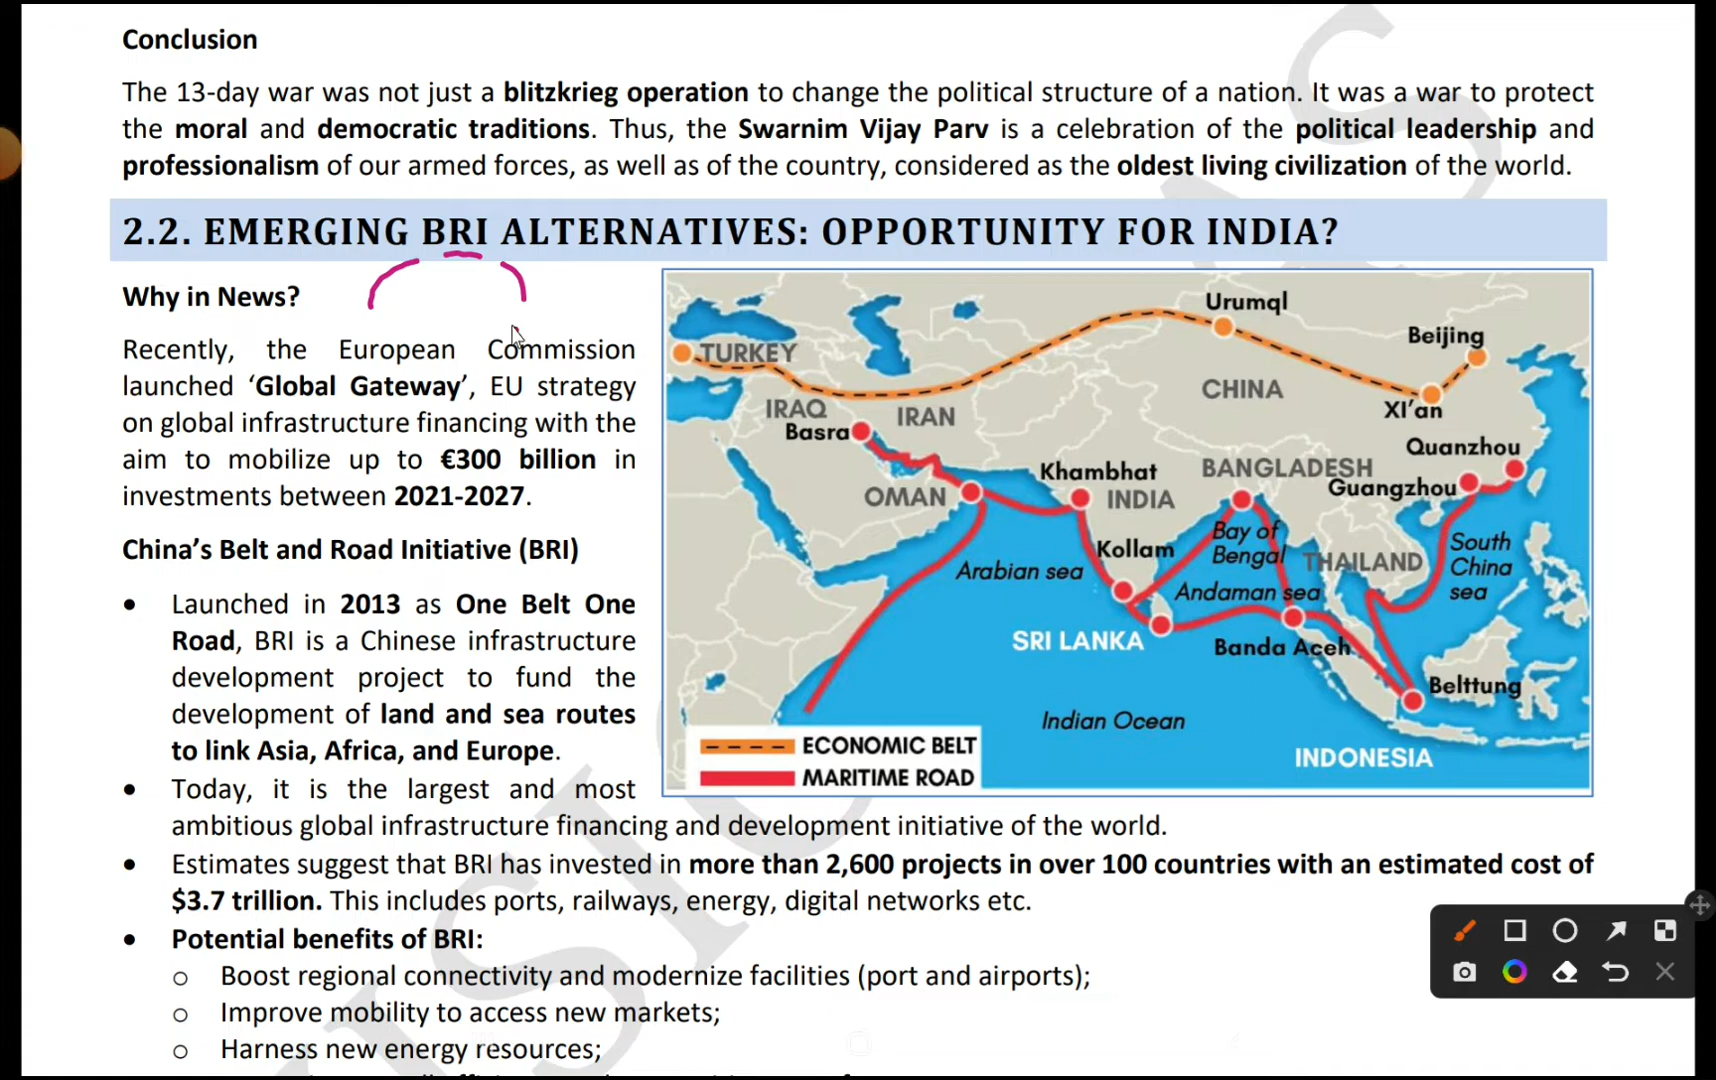 Conclusion
The 13-day war was not just a blitzkrieg operation to change the political structure of a nation. It was a war to protect
the moral and democratic traditions. Thus, the Swarnim Vijay Parv is a celebration of the political leadership and
professionalism of our armed forces, as well as of the country, considered as the oldest living civilization of the world.
2.2. EMERGING BRI ALTERNATIVES: OPPORTUNITY FOR INDIA?
Why in News?
Recently, the European Commission
launched ‘Global Gateway’, EU strategy
on global infrastructure financing with the
aim to mobilize up to €300 billion in
investments between 2021-2027.
China’s Belt and Road Initiative (BRI)
• Launched in 2013 as One Belt One
Road, BRI is a Chinese infrastructure
development project to fund the
development of land and sea routes
to link Asia, Africa, and Europe.
• Today, it is the largest and most
ambitious global infrastructure financing and development initiative of the world.
• Estimates suggest that BRI has invested in more than 2,600 projects in over 100 countries with an estimated cost of
$3.7 trillion. This includes ports, railways, energy, digital networks etc.
• Potential benefits of BRI:
o Boost regional connectivity and modernize facilities (port and airports);
o Improve mobility to access new markets;
o Harness new energy resources;
Urumql
Beijing
TURKEY
CHINA
XI’an
IRAQ
IRAN
Basra
Quanzhou
Khambhat
BANGLADESH
Guangzhou
OMAN
INDIA
Bay of
Bengal
South
China
sea
Kollam
THAILAND
Arabian sea
Andaman sea
SRI LANKA
Banda Aceh
Belttung
Indian Ocean
ECONOMIC BELT
MARITIME ROAD
INDONESIA